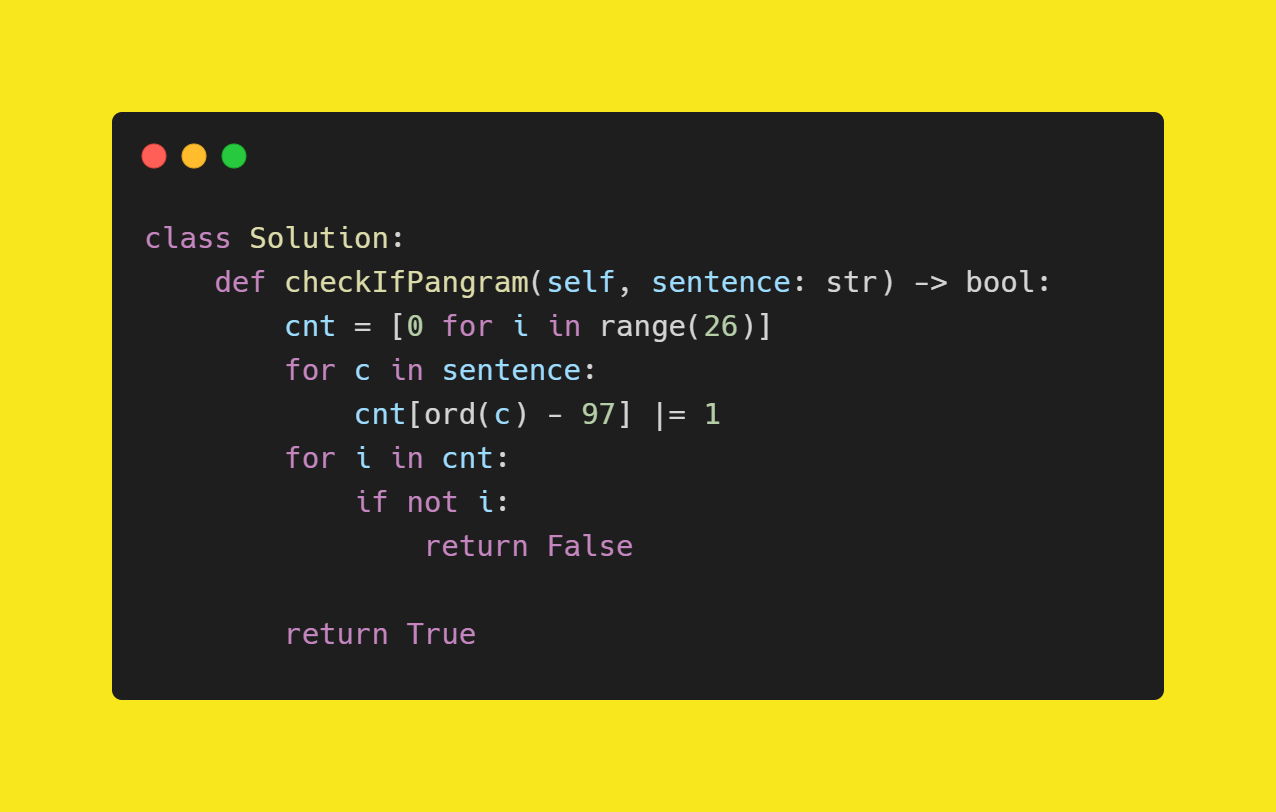 class Solution:
    def checkIfPangram(self, sentence: str) -> bool:
        cnt = [0 for i in range(26)]
        for c in sentence:
            cnt[ord(c) - 97] |= 1
        for i in cnt:
            if not i:
                return False

        return True